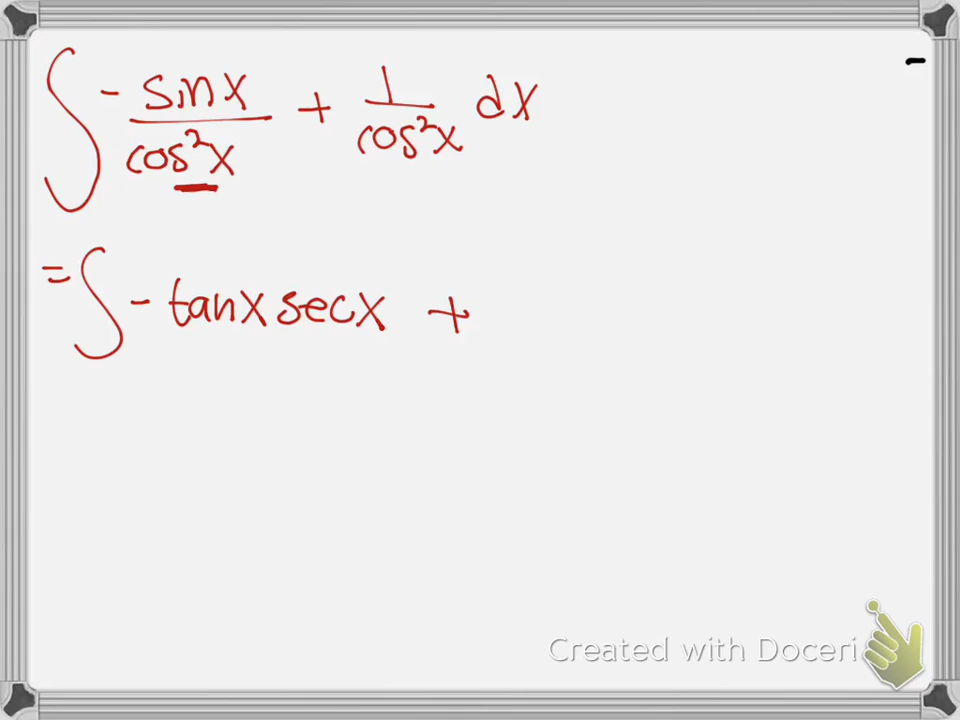 ∫ - sinx/cos²x + 1/cos²x dx
= ∫ - tanx secx +
Created with Doceri